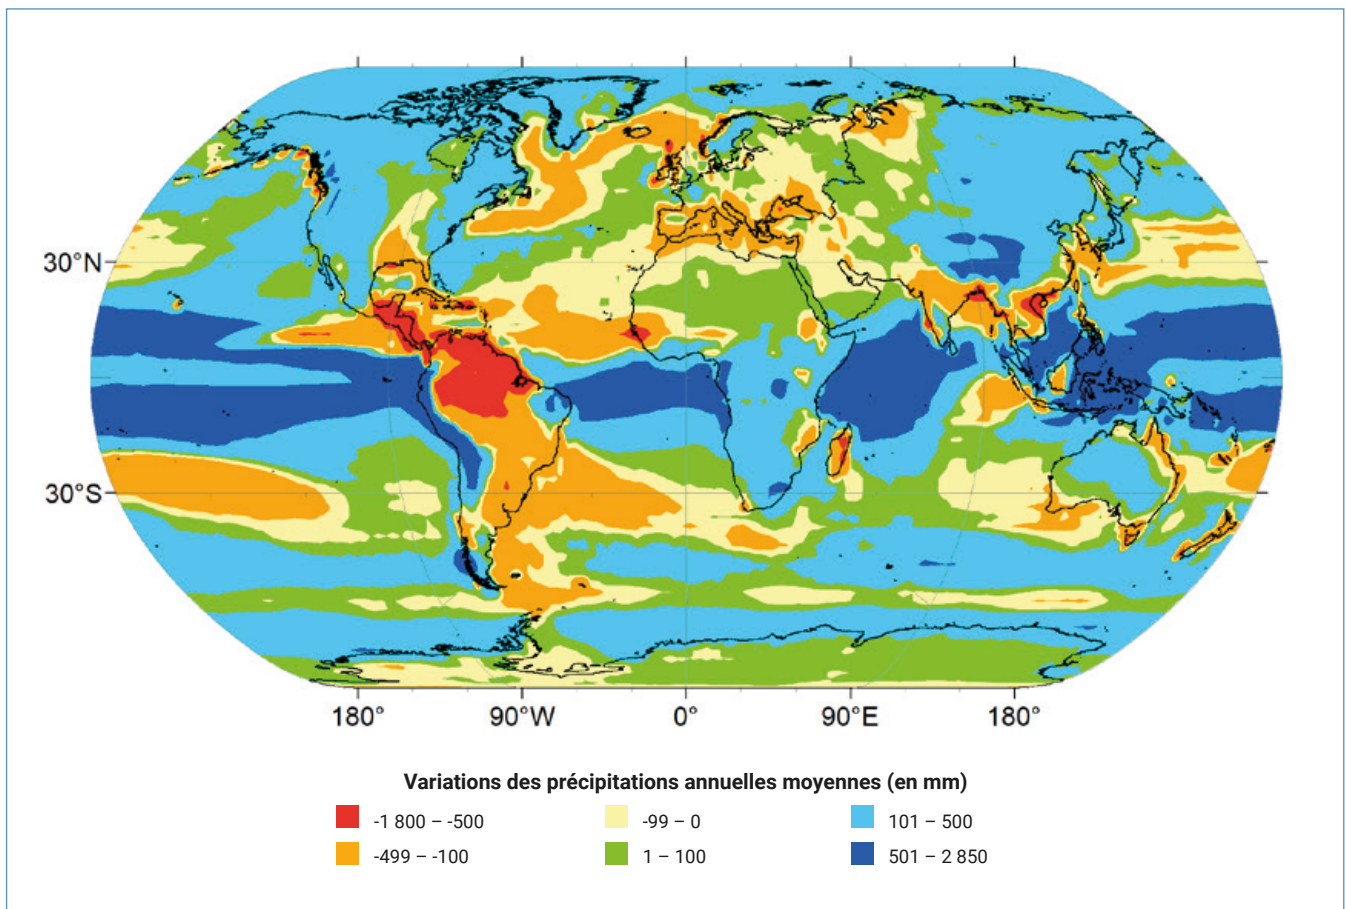 30°N
30°S
180° 90°W 0° 90°E 180°
Variations des précipitations annuelles moyennes (en mm)
-1 800 – -500 -99 – 0 101 – 500
-499 – -100 1 – 100 501 – 2 850